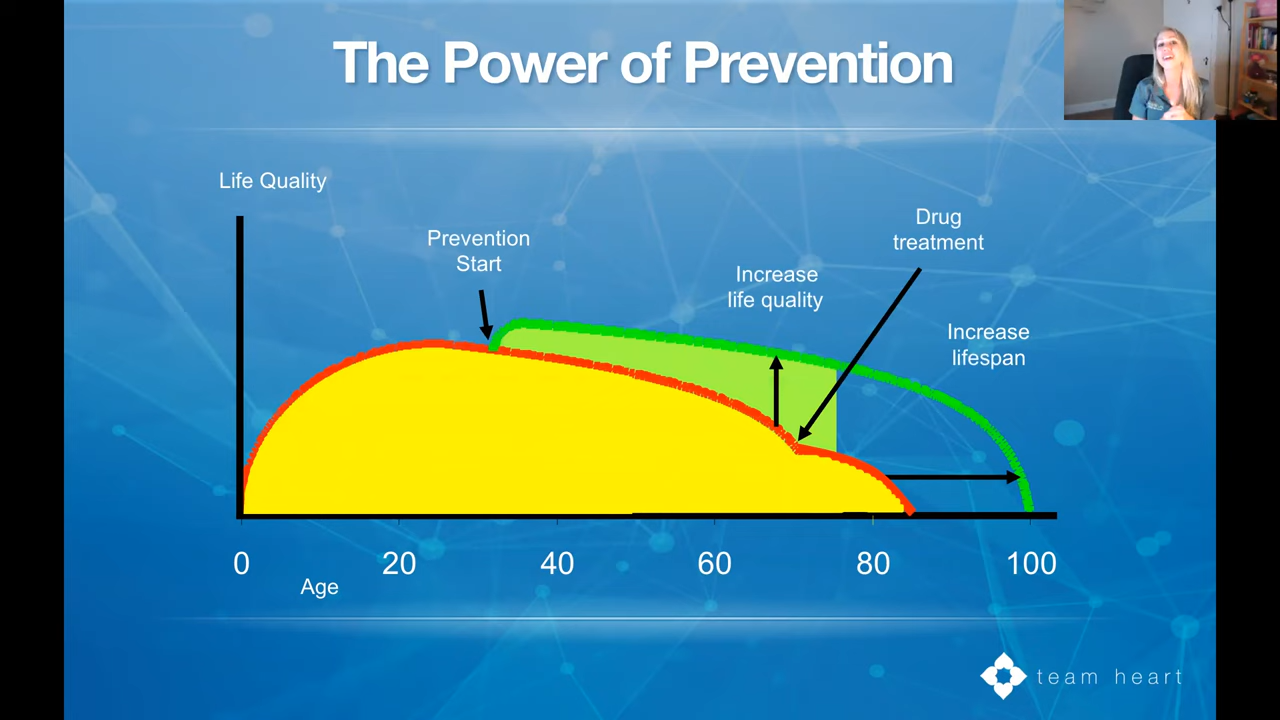 The Power of Prevention
Life Quality
Prevention
Start
Increase
life quality
Drug
treatment
Increase
lifespan
0
20
40
60
80
100
Age
team heart